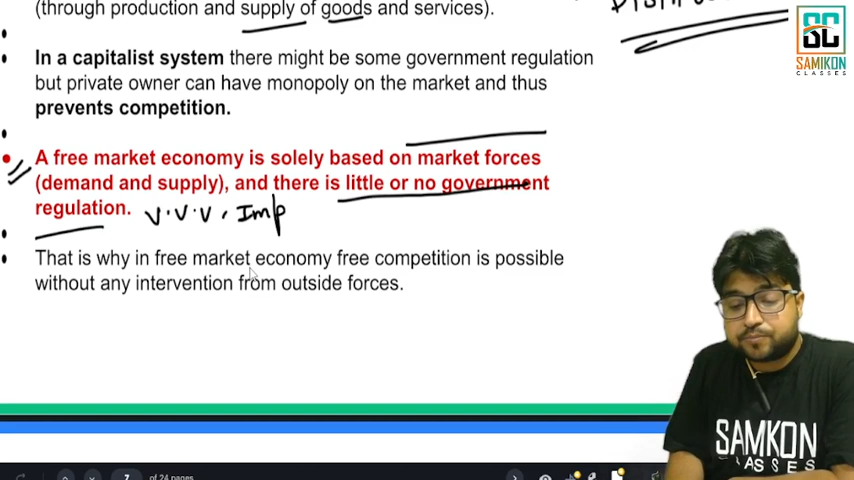 (through production and supply of goods and services).
In a capitalist system there might be some government regulation
but private owner can have monopoly on the market and thus
prevents competition.
A free market economy is solely based on market forces
(demand and supply), and there is little or no government
regulation. V.V.V. Imp
That is why in free market economy free competition is possible
without any intervention from outside forces.
SC
SAMIKON
CLASSES
SAMKON
CLASSES
7 of 24 pages